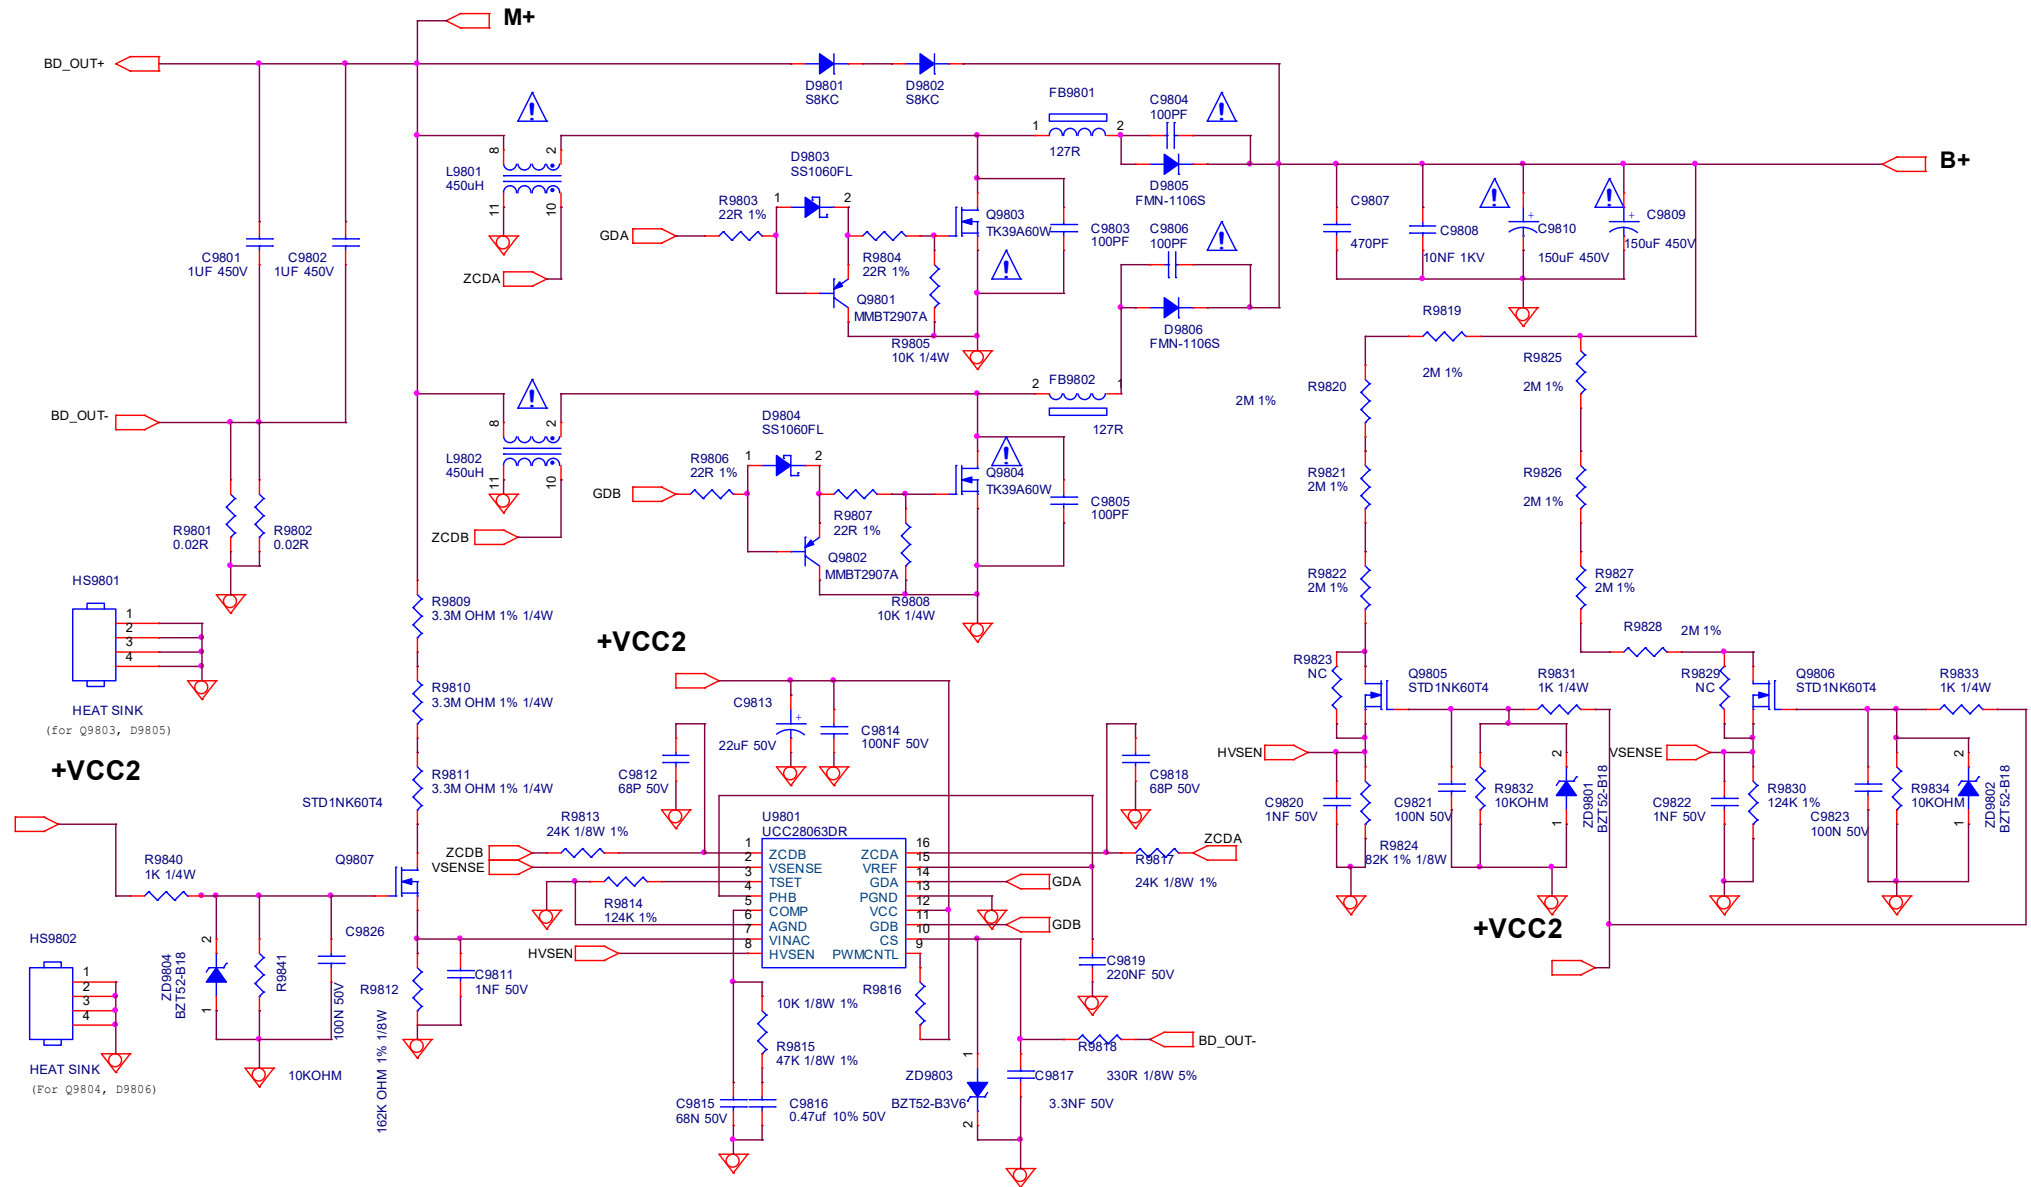 M+
BD_OUT+
D9801
S8KC
D9802
S8KC
FB9801
1
2
127R
C9804
100PF
D9805
FMN-1106S
B+
8
2
L9801
450uH
11
10
D9803
SS1060FL
1
2
R9803
22R 1%
GDA
R9804
22R 1%
Q9801
MMBT2907A
R9805
10K 1/4W
Q9803
TK39A60W
C9803
100PF
C9806
100PF
D9806
FMN-1106S
ZCDA
C9801
1UF 450V
C9802
1UF 450V
C9807
470PF
C9808
10NF 1KV
+
C9810
150uF 450V
+
C9809
150uF 450V
BD_OUT-
8
2
L9802
450uH
11
10
D9804
SS1060FL
1
2
R9806
22R 1%
GDB
R9807
22R 1%
Q9802
MMBT2907A
R9808
10K 1/4W
Q9804
TK39A60W
C9805
100PF
2
FB9802
1
127R
ZCDB
R9801
0.02R
R9802
0.02R
R9819
2M 1%
R9820
2M 1%
R9821
2M 1%
R9822
2M 1%
R9825
2M 1%
R9826
2M 1%
R9827
2M 1%
R9828
2M 1%
HS9801
1
2
3
4
HEAT SINK
(for Q9803, D9805)
R9809
3.3M OHM 1% 1/4W
R9810
3.3M OHM 1% 1/4W
R9811
3.3M OHM 1% 1/4W
+VCC2
+VCC2
C9813
+
22uF 50V
C9814
100NF 50V
C9812
68P 50V
C9818
68P 50V
R9823
NC
Q9805
STD1NK60T4
R9831
1K 1/4W
R9829
NC
Q9806
STD1NK60T4
R9833
1K 1/4W
HVSEN
VSENSE
C9820
1NF 50V
R9824
82K 1% 1/8W
C9821
100N 50V
R9832
10KOHM
2
1
ZD9801
BZT52-B18
C9822
1NF 50V
R9830
124K 1%
C9823
100N 50V
R9834
10KOHM
2
1
ZD9802
BZT52-B18
+VCC2
STD1NK60T4
Q9807
R9840
1K 1/4W
2
1
ZD9804
BZT52-B18
R9841
10KOHM
C9826
100N 50V
R9812
162K OHM 1% 1/8W
C9811
1NF 50V
R9813
24K 1/8W 1%
ZCDB
VSENSE
R9814
124K 1%
HVSEN
U9801
UCC28063DR
1
2
3
4
5
6
7
8
ZCDB
VSENSE
TSET
PHB
COMP
AGND
VINAC
HVSEN
ZCDA
VREF
GDA
PGND
VCC
GDB
CS
PWMCNTL
16
15
14
13
12
11
10
9
ZCDA
R9817
24K 1/8W 1%
GDA
GDB
C9819
220NF 50V
R9816
10K 1/8W 1%
R9815
47K 1/8W 1%
C9815
68N 50V
C9816
0.47uf 10% 50V
1
2
ZD9803
BZT52-B3V6
C9817
3.3NF 50V
R9818
330R 1/8W 5%
BD_OUT-
HS9802
1
2
3
4
HEAT SINK
(For Q9804, D9806)